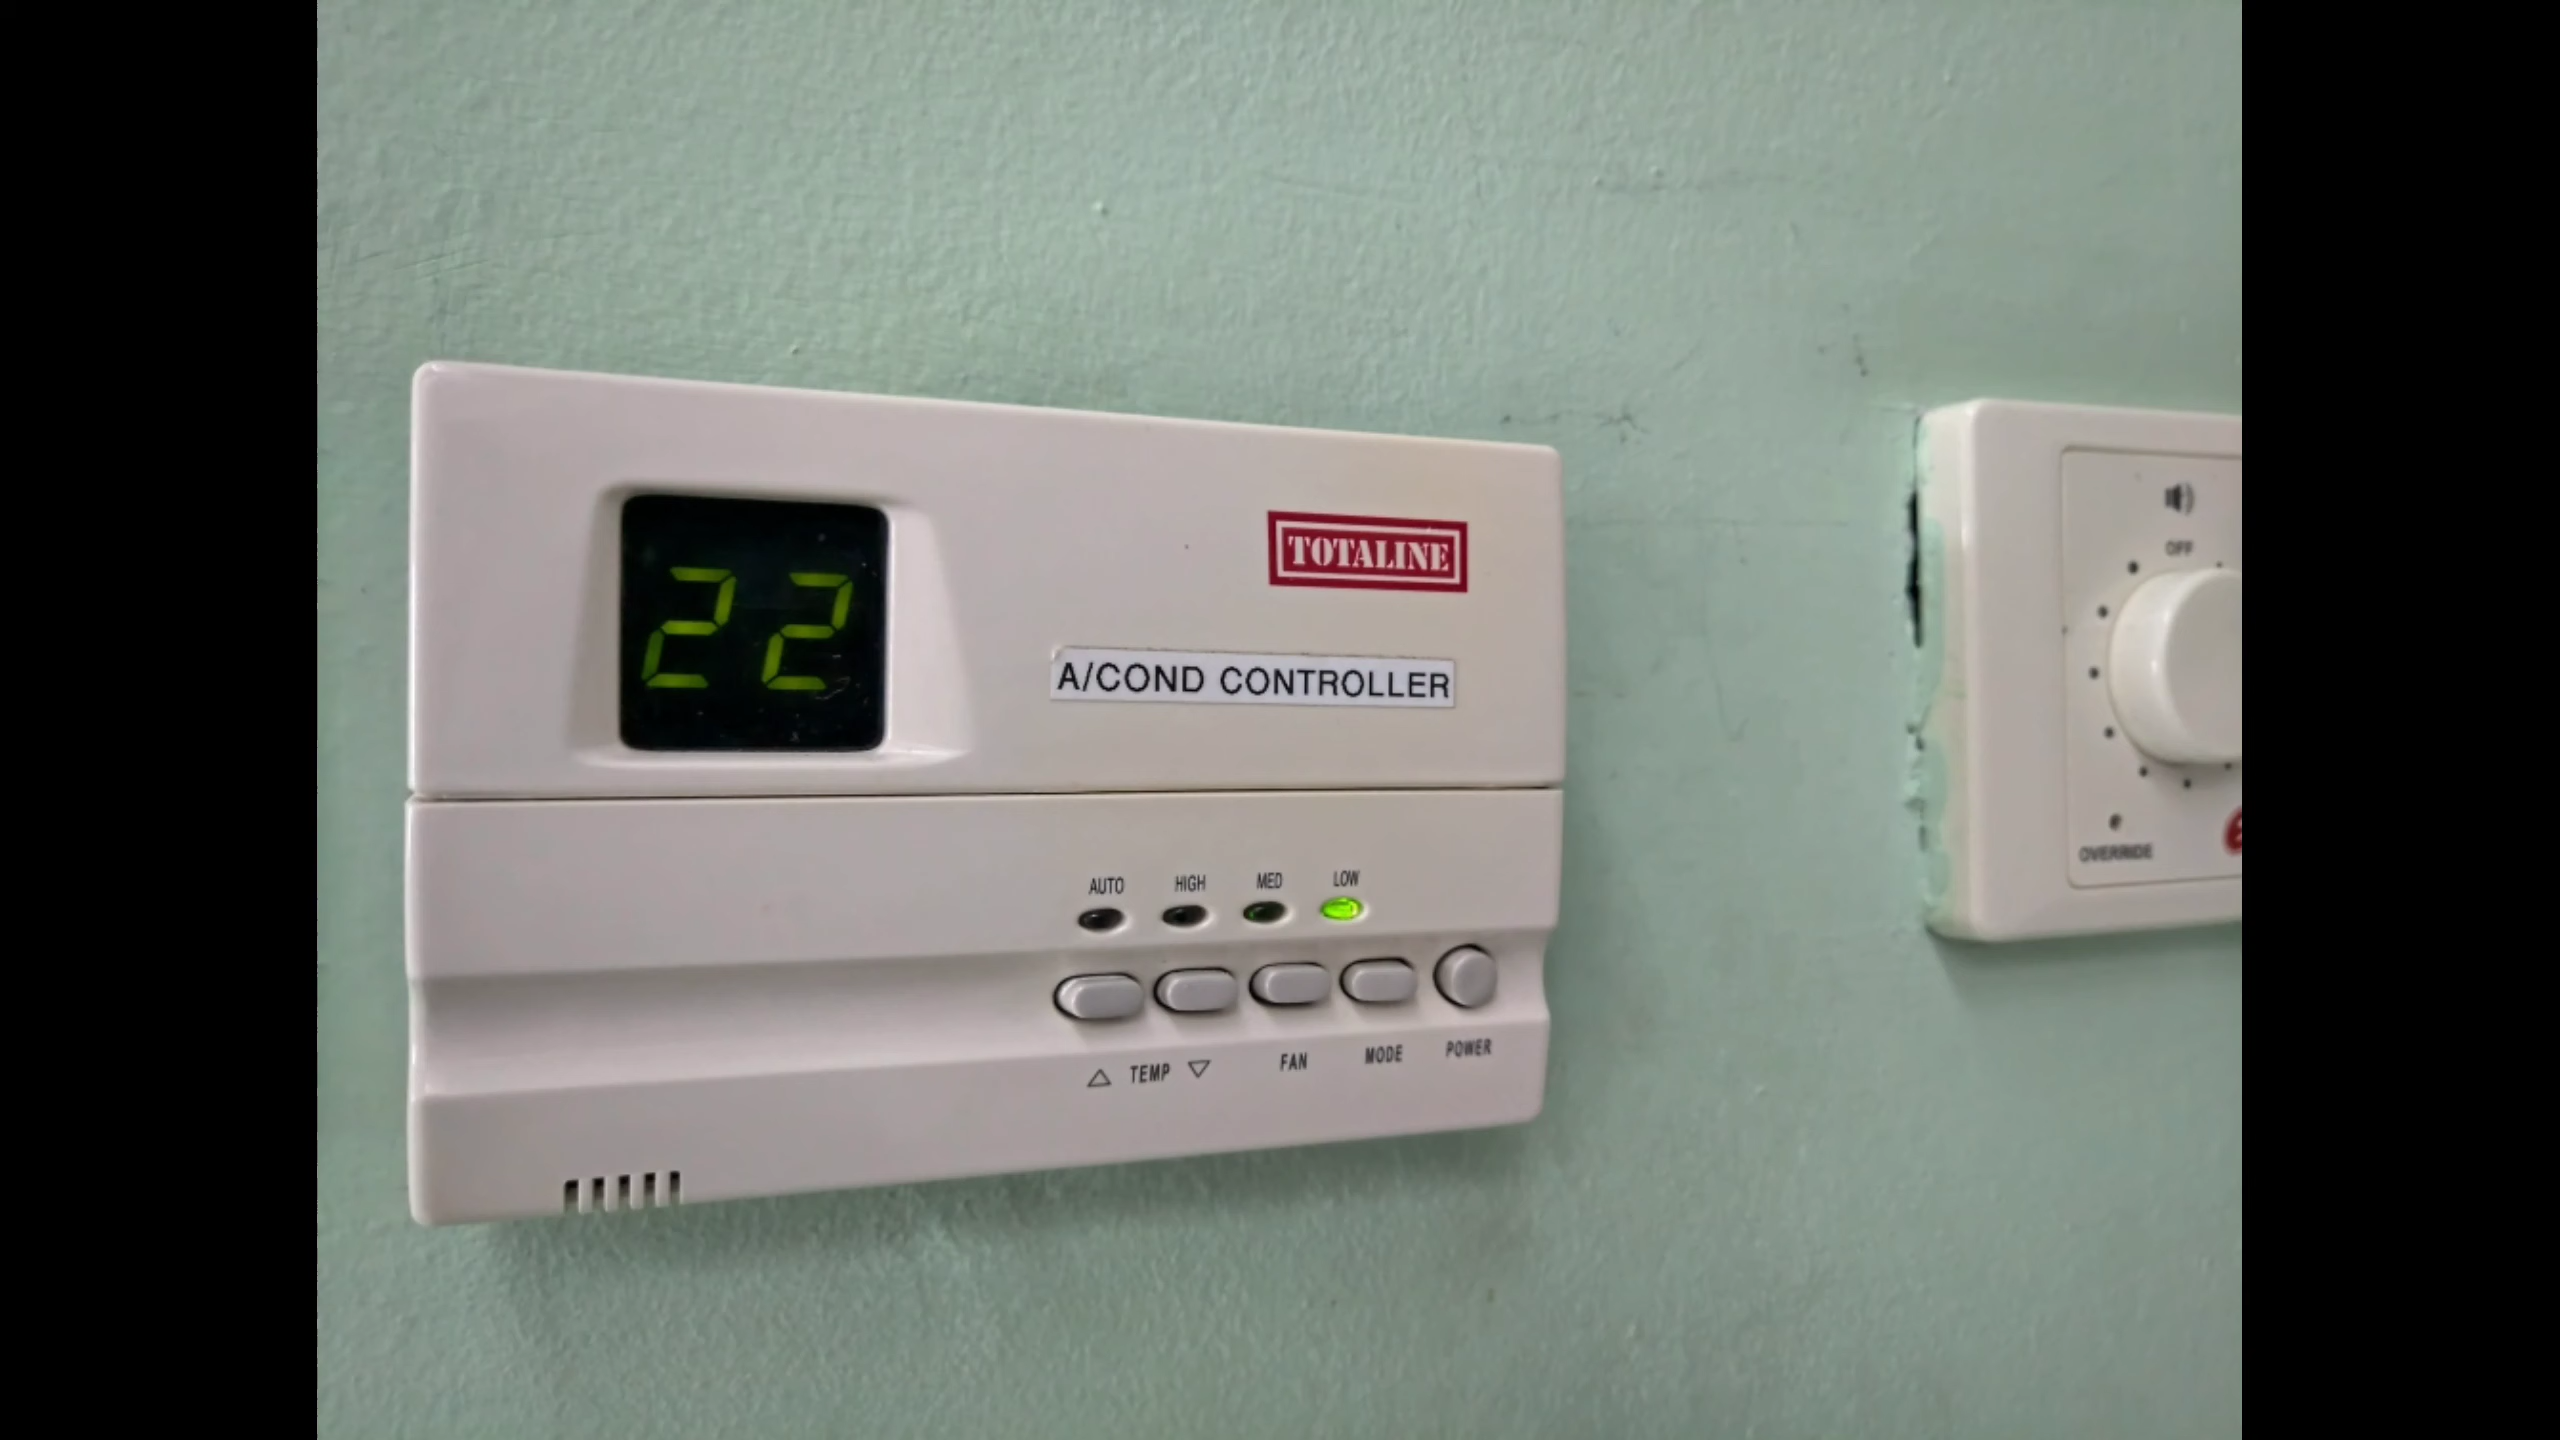 22
TOTALINE
A/COND CONTROLLER
AUTO HIGH MED LOW
△ TEMP ▽ FAN MODE POWER
OFF
OVERRIDE